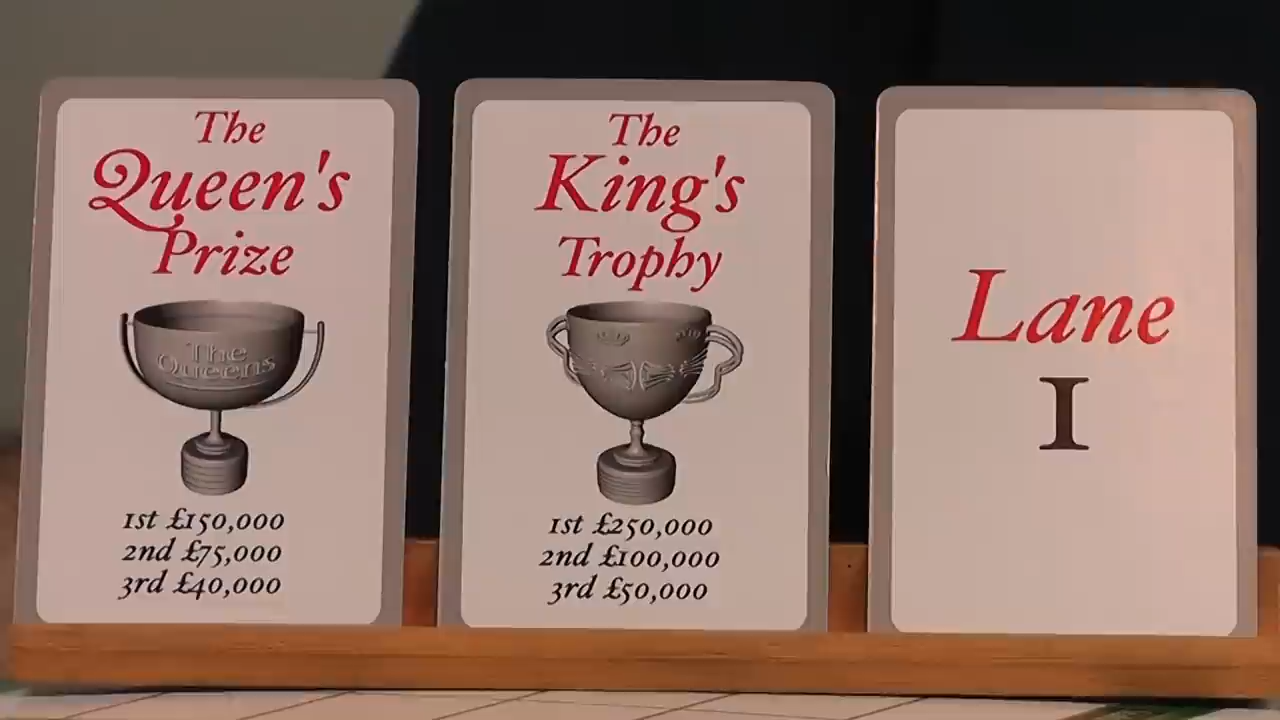 The
Queen's
Prize
The
Queens
1st £150,000
2nd £75,000
3rd £40,000
The
King's
Trophy
1st £250,000
2nd £100,000
3rd £50,000
Lane
1